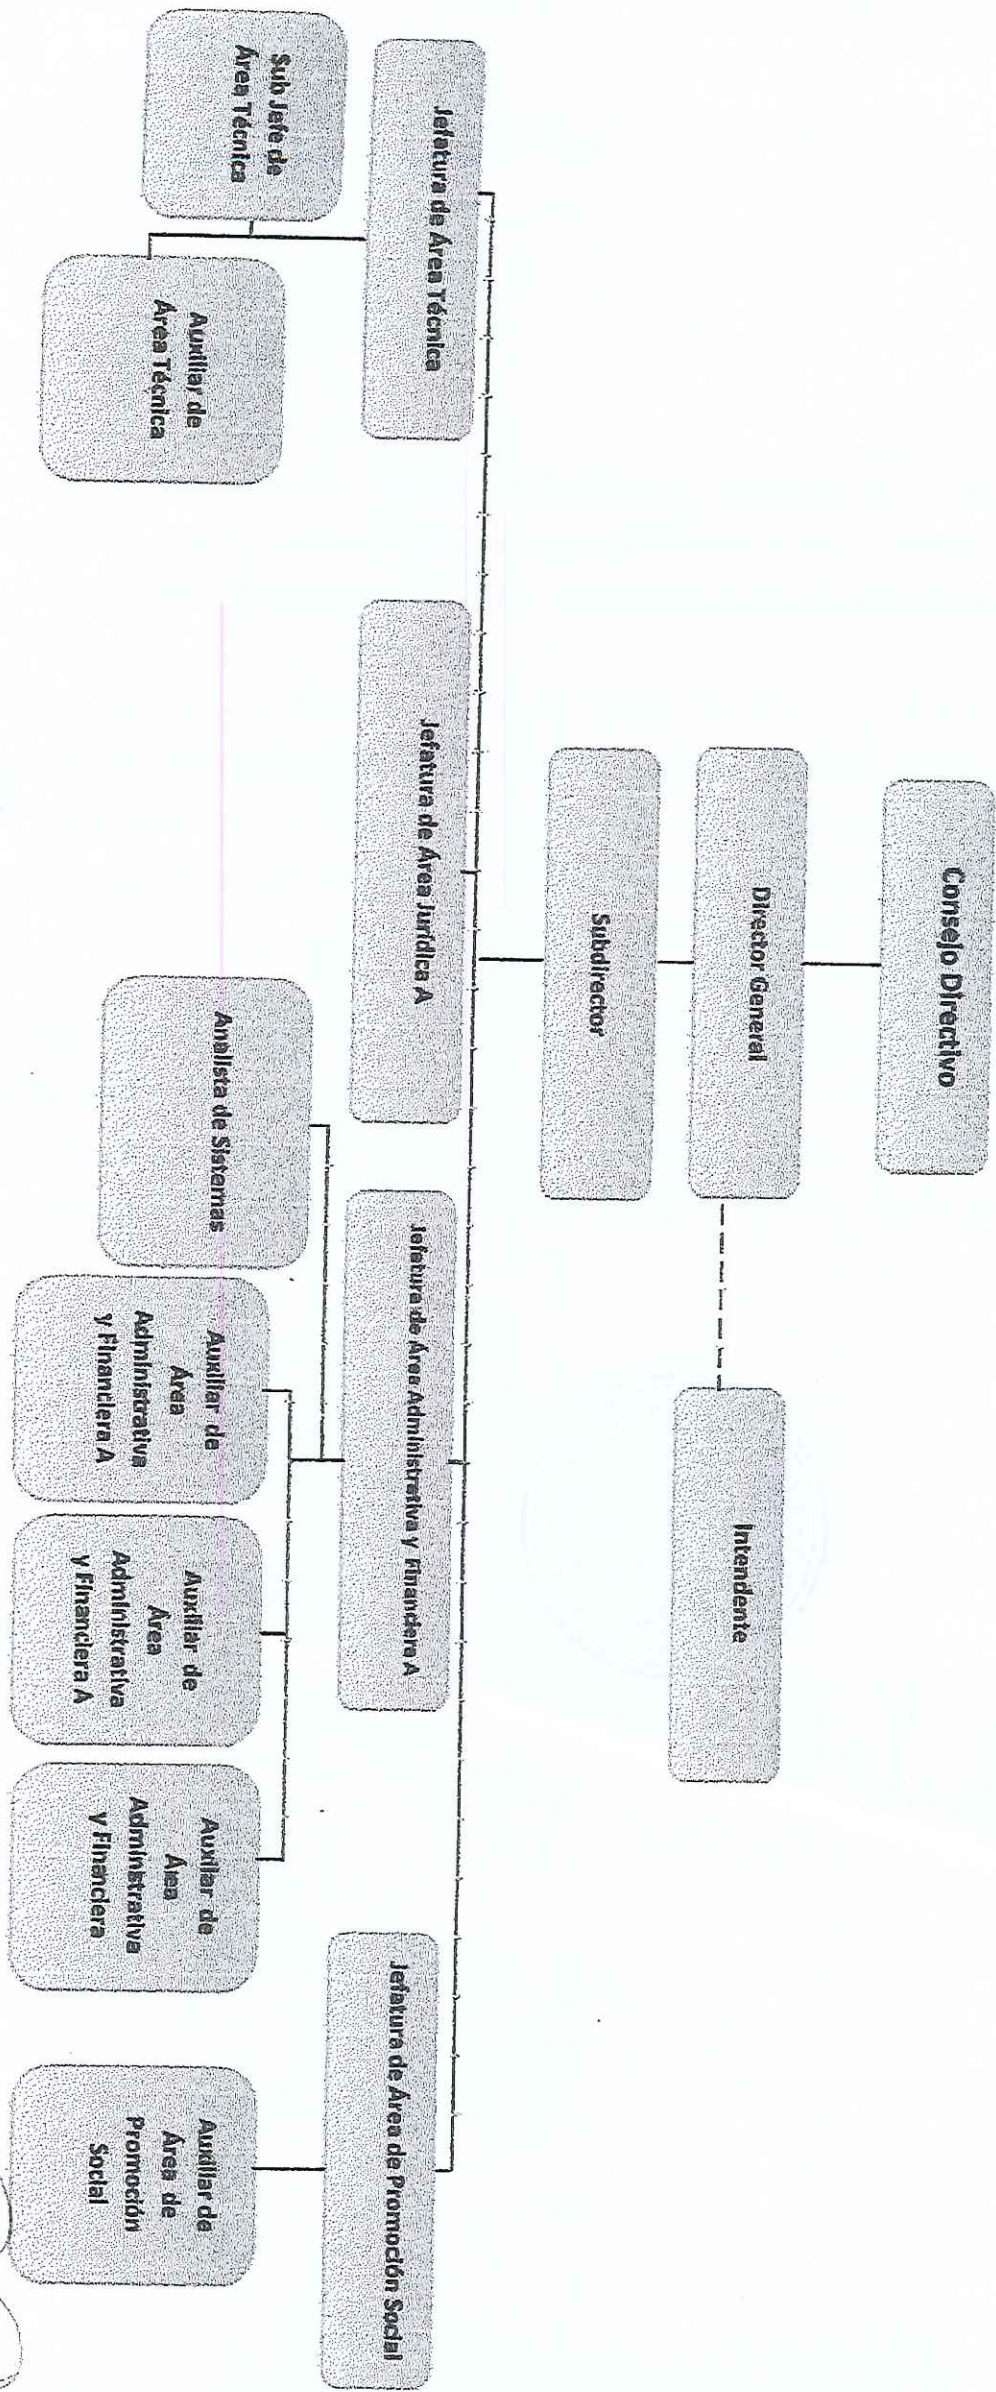 Consejo Directivo
Director General
Intendente
Subdirector
Jefatura de Área Técnica
Jefatura de Área Jurídica A
Jefatura de Área Administrativa y Financiera A
Jefatura de Área de Promoción Social
Sub Jefe de
Área Técnica
Auxiliar de
Área Técnica
Analista de Sistemas
Auxiliar de
Área
Administrativa
y Financiera A
Auxiliar de
Área
Administrativa
y Financiera A
Auxiliar de
Área
Administrativa
y Financiera
Auxiliar de
Área de
Promoción
Social